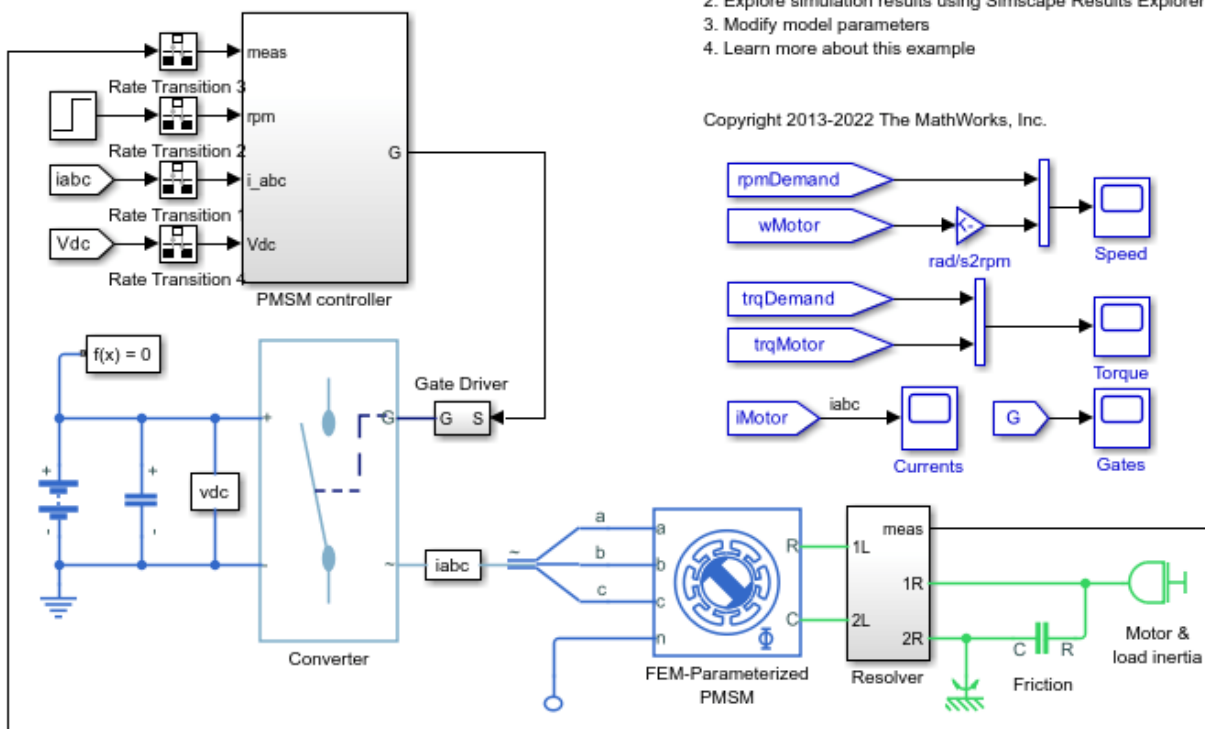 2. Explore simulation results using Simscape Results Explorer
3. Modify model parameters
4. Learn more about this example
Copyright 2013-2022 The MathWorks, Inc.
meas
Rate Transition 3
rpm
Rate Transition 2
iabc
i_abc
Rate Transition 1
Vdc
Vdc
Rate Transition 4
G
PMSM controller
rpmDemand
wMotor
K-
rad/s2rpm
Speed
trqDemand
trqMotor
Torque
iMotor
iabc
Currents
G
Gates
f(x) = 0
Gate Driver
G S
+
G
+
+
vdc
-
-
-
~
Converter
iabc
~
a
b
c
a
b
c
n
R
C
Φ
FEM-Parameterized
PMSM
meas
1L
1R
2L
2R
Resolver
C R
Friction
Motor &
load inertia